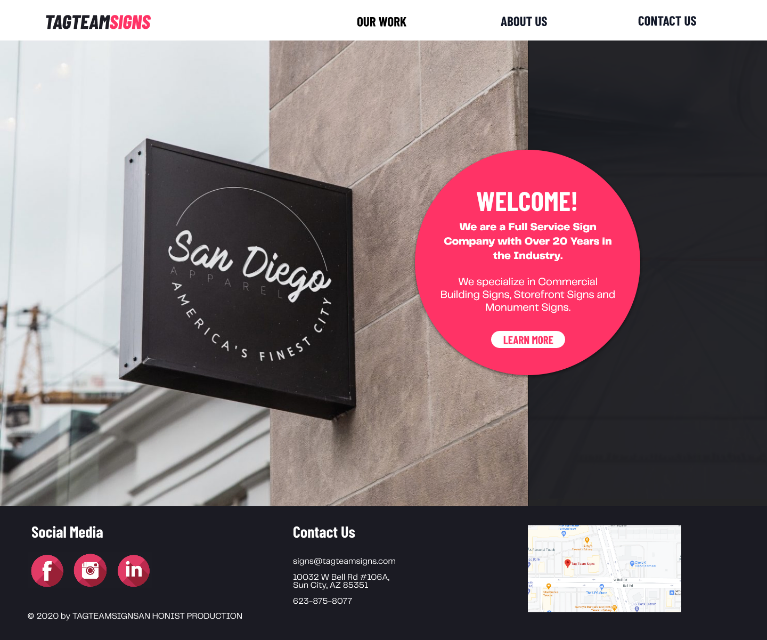 TAGTEAMSIGNS
OUR WORK
ABOUT US
CONTACT US
San Diego
APPAREL
AMERICA'S FINEST CITY
WELCOME!
We are a Full Service Sign
Company with Over 20 Years in
the Industry.
We specialize in Commercial
Building Signs, Storefront Signs and
Monument Signs.
LEARN MORE
Social Media
Contact Us
signs@tagteamsigns.com
10032 W Bell Rd #106A,
Sun City, AZ 85351
623-875-8077
© 2020 by TAGTEAMSIGNSAN HONIST PRODUCTION